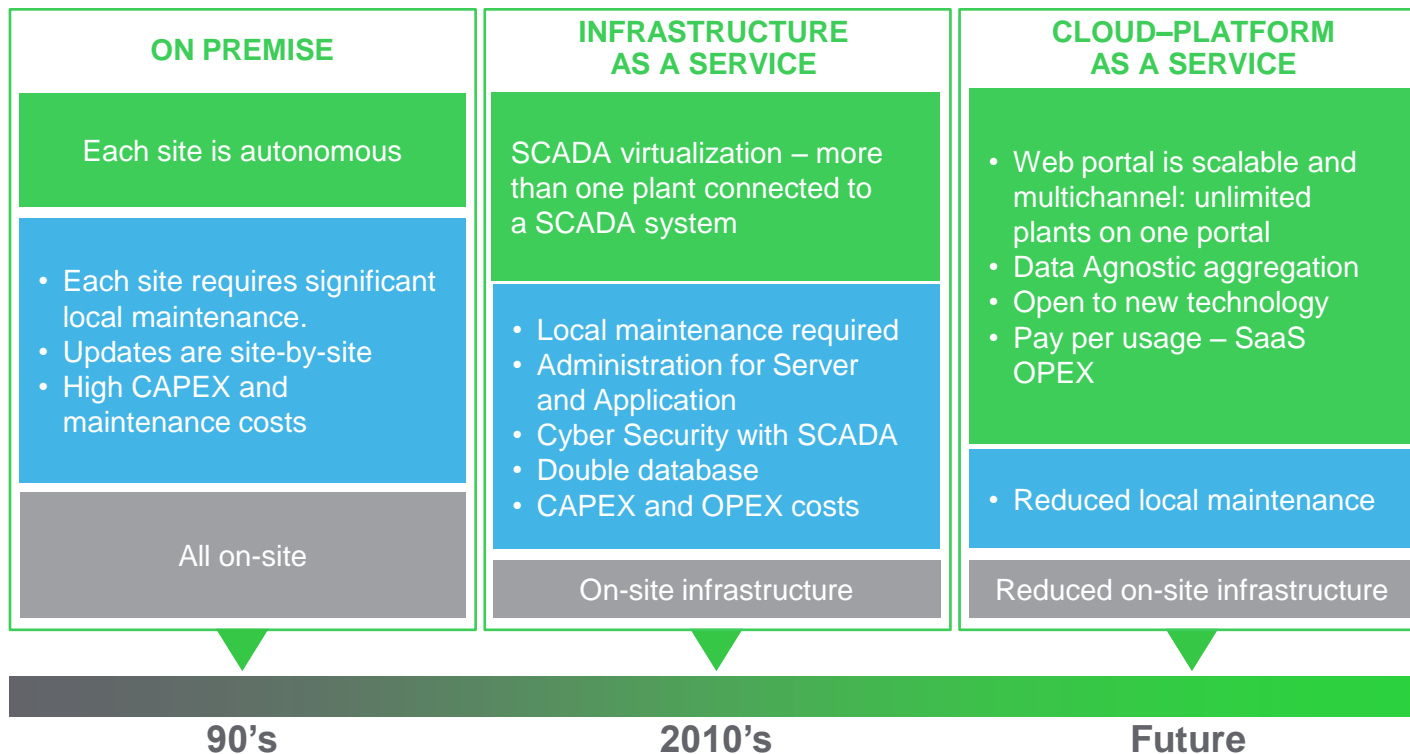 ON PREMISE
Each site is autonomous
• Each site requires significant
local maintenance.
• Updates are site-by-site
• High CAPEX and
maintenance costs
All on-site
INFRASTRUCTURE
AS A SERVICE
SCADA virtualization – more
than one plant connected to
a SCADA system
• Local maintenance required
• Administration for Server
and Application
• Cyber Security with SCADA
• Double database
• CAPEX and OPEX costs
On-site infrastructure
CLOUD–PLATFORM
AS A SERVICE
• Web portal is scalable and
multichannel: unlimited
plants on one portal
• Data Agnostic aggregation
• Open to new technology
• Pay per usage – SaaS
OPEX
• Reduced local maintenance
Reduced on-site infrastructure
90’s
2010’s
Future